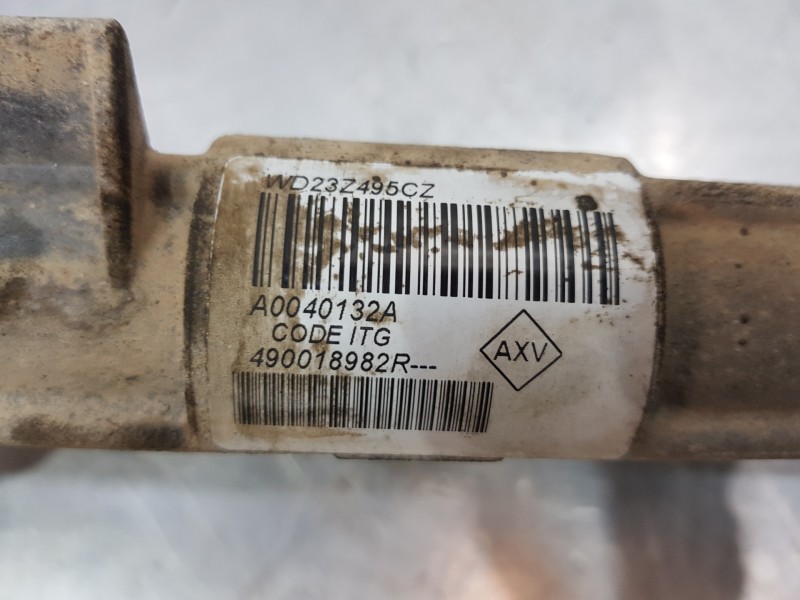 WD23Z495CZ
A0040132A
CODE ITG
490018982R---
AXV